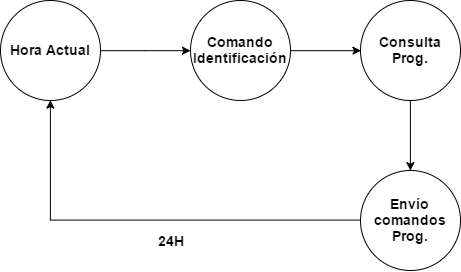 Hora Actual
Comando
Identificación
Consulta
Prog.
Envío
comandos
Prog.
24H